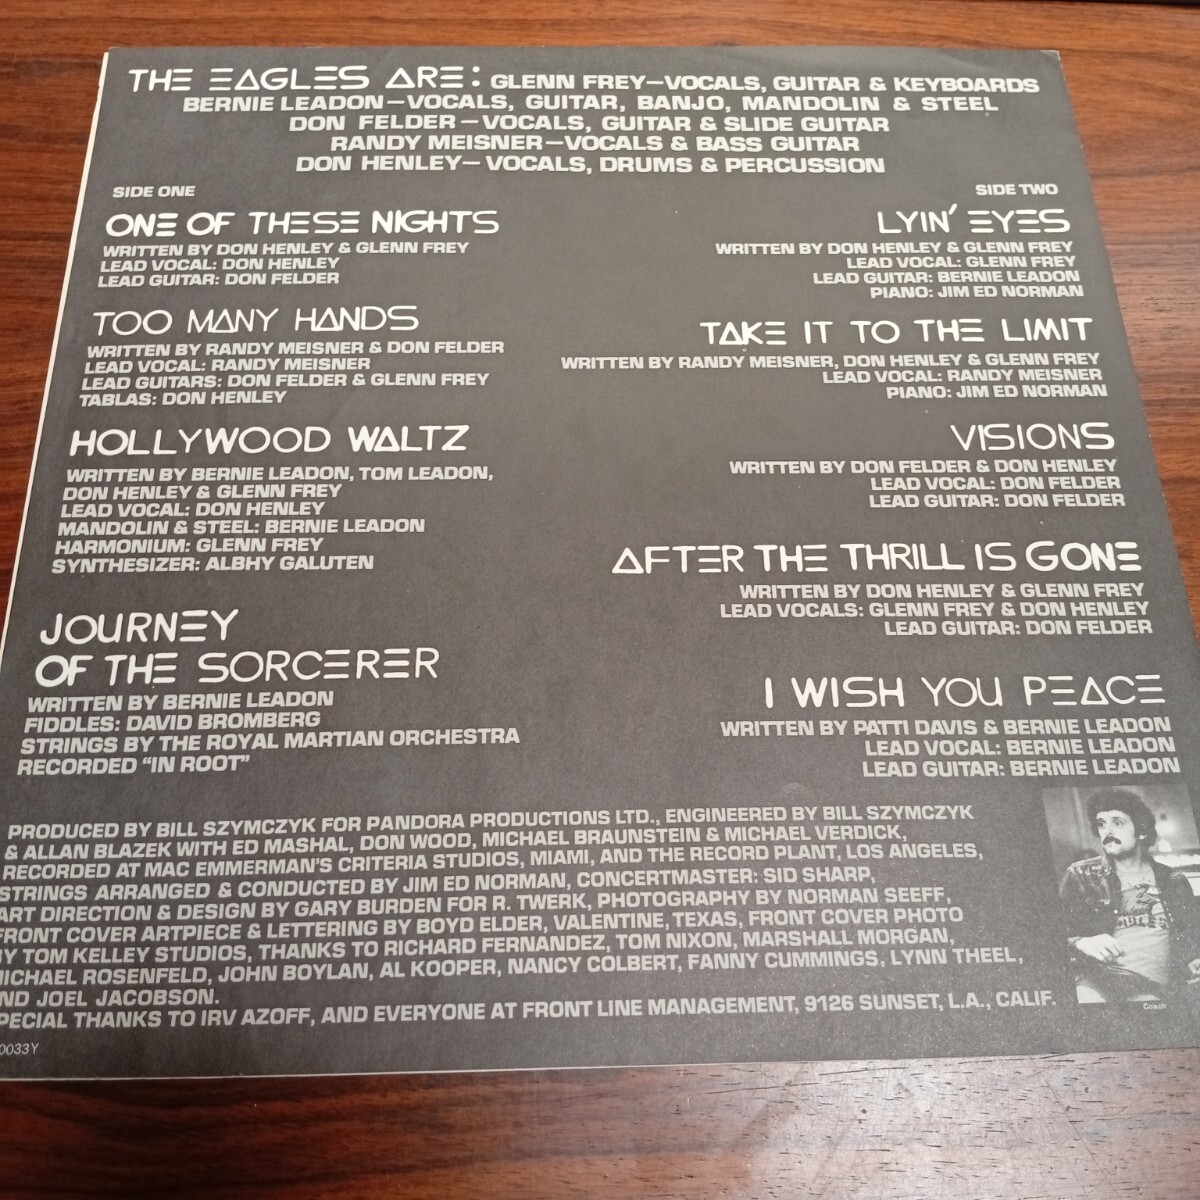 THE EAGLES ARE: GLENN FREY—VOCALS, GUITAR & KEYBOARDS
BERNIE LEADON—VOCALS, GUITAR, BANJO, MANDOLIN & STEEL
DON FELDER—VOCALS, GUITAR & SLIDE GUITAR
RANDY MEISNER—VOCALS & BASS GUITAR
DON HENLEY—VOCALS, DRUMS & PERCUSSION
SIDE ONE
ONE OF THESE NIGHTS
WRITTEN BY DON HENLEY & GLENN FREY
LEAD VOCAL: DON HENLEY
LEAD GUITAR: DON FELDER
TOO MANY HANDS
WRITTEN BY RANDY MEISNER & DON FELDER
LEAD VOCAL: RANDY MEISNER
LEAD GUITARS: DON FELDER & GLENN FREY
TABLAS: DON HENLEY
HOLLYWOOD WALTZ
WRITTEN BY BERNIE LEADON, TOM LEADON,
DON HENLEY & GLENN FREY
LEAD VOCAL: DON HENLEY
MANDOLIN & STEEL: BERNIE LEADON
HARMONIUM: GLENN FREY
SYNTHESIZER: ALBHY GALUTEN
JOURNEY
OF THE SORCERER
WRITTEN BY BERNIE LEADON
FIDDLES: DAVID BROMBERG
STRINGS BY THE ROYAL MARTIAN ORCHESTRA
RECORDED "IN ROOT"
SIDE TWO
LYIN' EYES
WRITTEN BY DON HENLEY & GLENN FREY
LEAD VOCAL: GLENN FREY
LEAD GUITAR: BERNIE LEADON
PIANO: JIM ED NORMAN
TAKE IT TO THE LIMIT
WRITTEN BY RANDY MEISNER, DON HENLEY & GLENN FREY
LEAD VOCAL: RANDY MEISNER
PIANO: JIM ED NORMAN
VISIONS
WRITTEN BY DON FELDER & DON HENLEY
LEAD VOCAL: DON FELDER
LEAD GUITAR: DON FELDER
AFTER THE THRILL IS GONE
WRITTEN BY DON HENLEY & GLENN FREY
LEAD VOCALS: GLENN FREY & DON HENLEY
LEAD GUITAR: DON FELDER
I WISH YOU PEACE
WRITTEN BY PATTI DAVIS & BERNIE LEADON
LEAD VOCAL: BERNIE LEADON
LEAD GUITAR: BERNIE LEADON
PRODUCED BY BILL SZYMCZYK FOR PANDORA PRODUCTIONS LTD., ENGINEERED BY BILL SZYMCZYK
& ALLAN BLAZEK WITH ED MASHAL, DON WOOD, MICHAEL BRAUNSTEIN & MICHAEL VERDICK,
RECORDED AT MAC EMMERMAN'S CRITERIA STUDIOS, MIAMI, AND THE RECORD PLANT, LOS ANGELES,
STRINGS ARRANGED & CONDUCTED BY JIM ED NORMAN, CONCERTMASTER: SID SHARP,
ART DIRECTION & DESIGN BY GARY BURDEN FOR R. TWERK, PHOTOGRAPHY BY NORMAN SEEFF,
FRONT COVER ARTPIECE & LETTERING BY BOYD ELDER, VALENTINE, TEXAS, FRONT COVER PHOTO
BY TOM KELLEY STUDIOS, THANKS TO RICHARD FERNANDEZ, TOM NIXON, MARSHALL MORGAN,
MICHAEL ROSENFELD, JOHN BOYLAN, AL KOOPER, NANCY COLBERT, FANNY CUMMINGS, LYNN THEEL,
ND JOEL JACOBSON.
PECIAL THANKS TO IRV AZOFF, AND EVERYONE AT FRONT LINE MANAGEMENT, 9126 SUNSET, L.A., CALIF.
0033Y
Coach